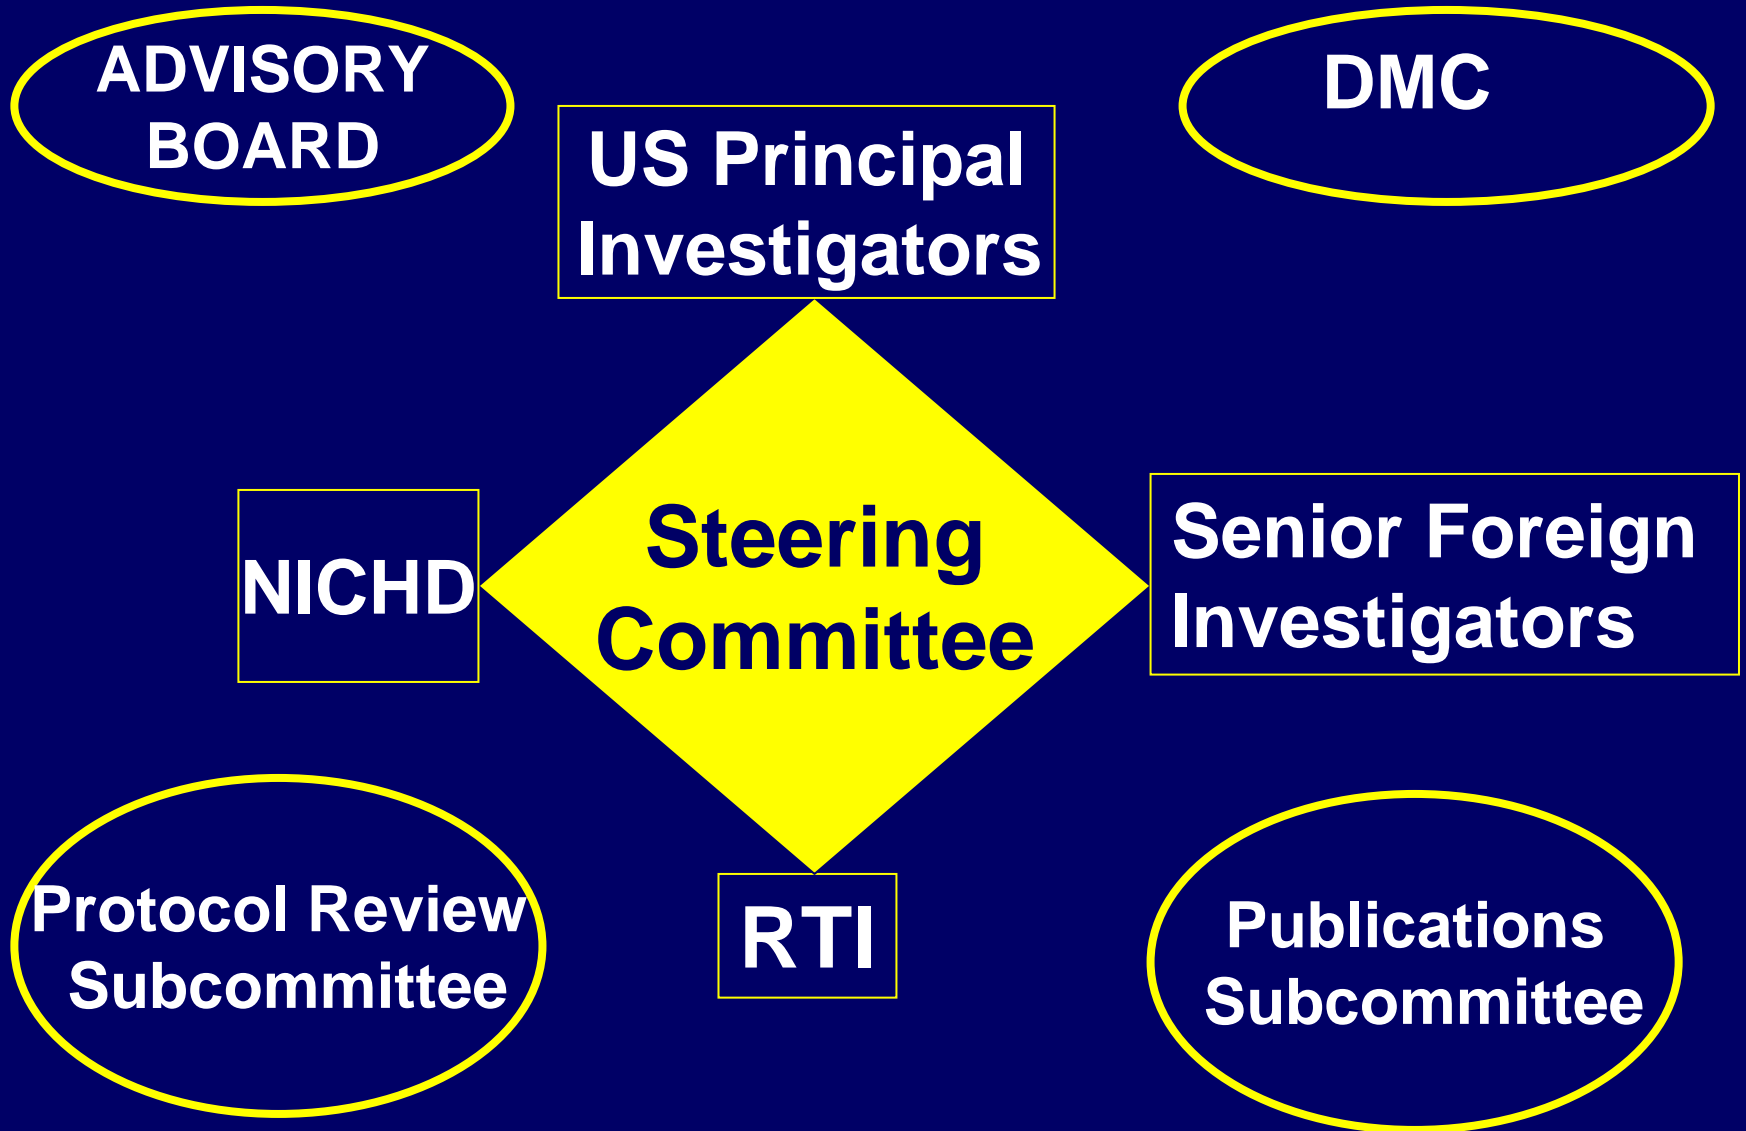 ADVISORY
BOARD
DMC
US Principal
Investigators
NICHD
Steering
Committee
Senior Foreign
Investigators
Protocol Review
Subcommittee
RTI
Publications
Subcommittee